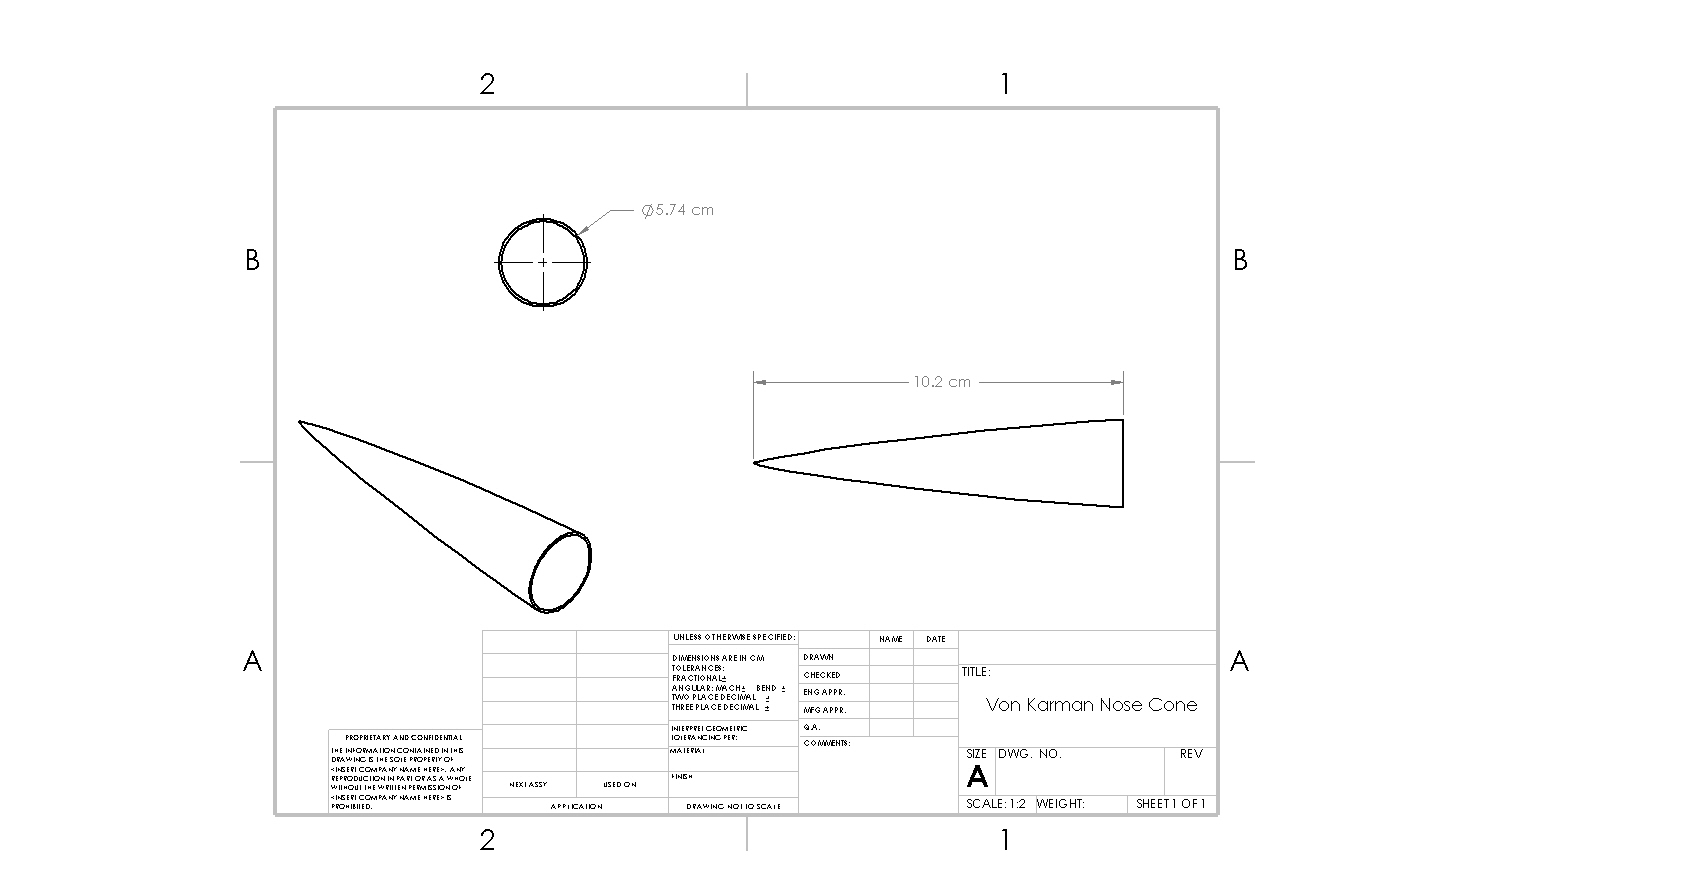 2
1
B
B
Ø5.74 cm
10.2 cm
A
A
UNLESS OTHERWISE SPECIFIED:
DIMENSIONS ARE IN CM
TOLERANCES:
FRACTIONAL±
ANGULAR: MACH± BEND ±
TWO PLACE DECIMAL ±
THREE PLACE DECIMAL ±
INTERPRET GEOMETRIC
TOLERANCING PER:
MATERIAL
FINISH
DRAWING NOT TO SCALE
NAME
DATE
DRAWN
CHECKED
ENG APPR.
MFG APPR.
Q.A.
COMMENTS:
TITLE:
Von Karman Nose Cone
SIZE
A
DWG. NO.
REV
SCALE: 1:2
WEIGHT:
SHEET 1 OF 1
PROPRIETARY AND CONFIDENTIAL
THE INFORMATION CONTAINED IN THIS
DRAWING IS THE SOLE PROPERTY OF
<INSERT COMPANY NAME HERE>. ANY
REPRODUCTION IN PART OR AS A WHOLE
WITHOUT THE WRITTEN PERMISSION OF
<INSERT COMPANY NAME HERE> IS
PROHIBITED.
NEXT ASSY
USED ON
APPLICATION
2
1